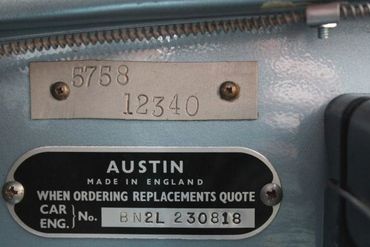 5758
12340
AUSTIN
MADE IN ENGLAND
WHEN ORDERING REPLACEMENTS QUOTE
CAR
ENG. } No. BN2L 230818